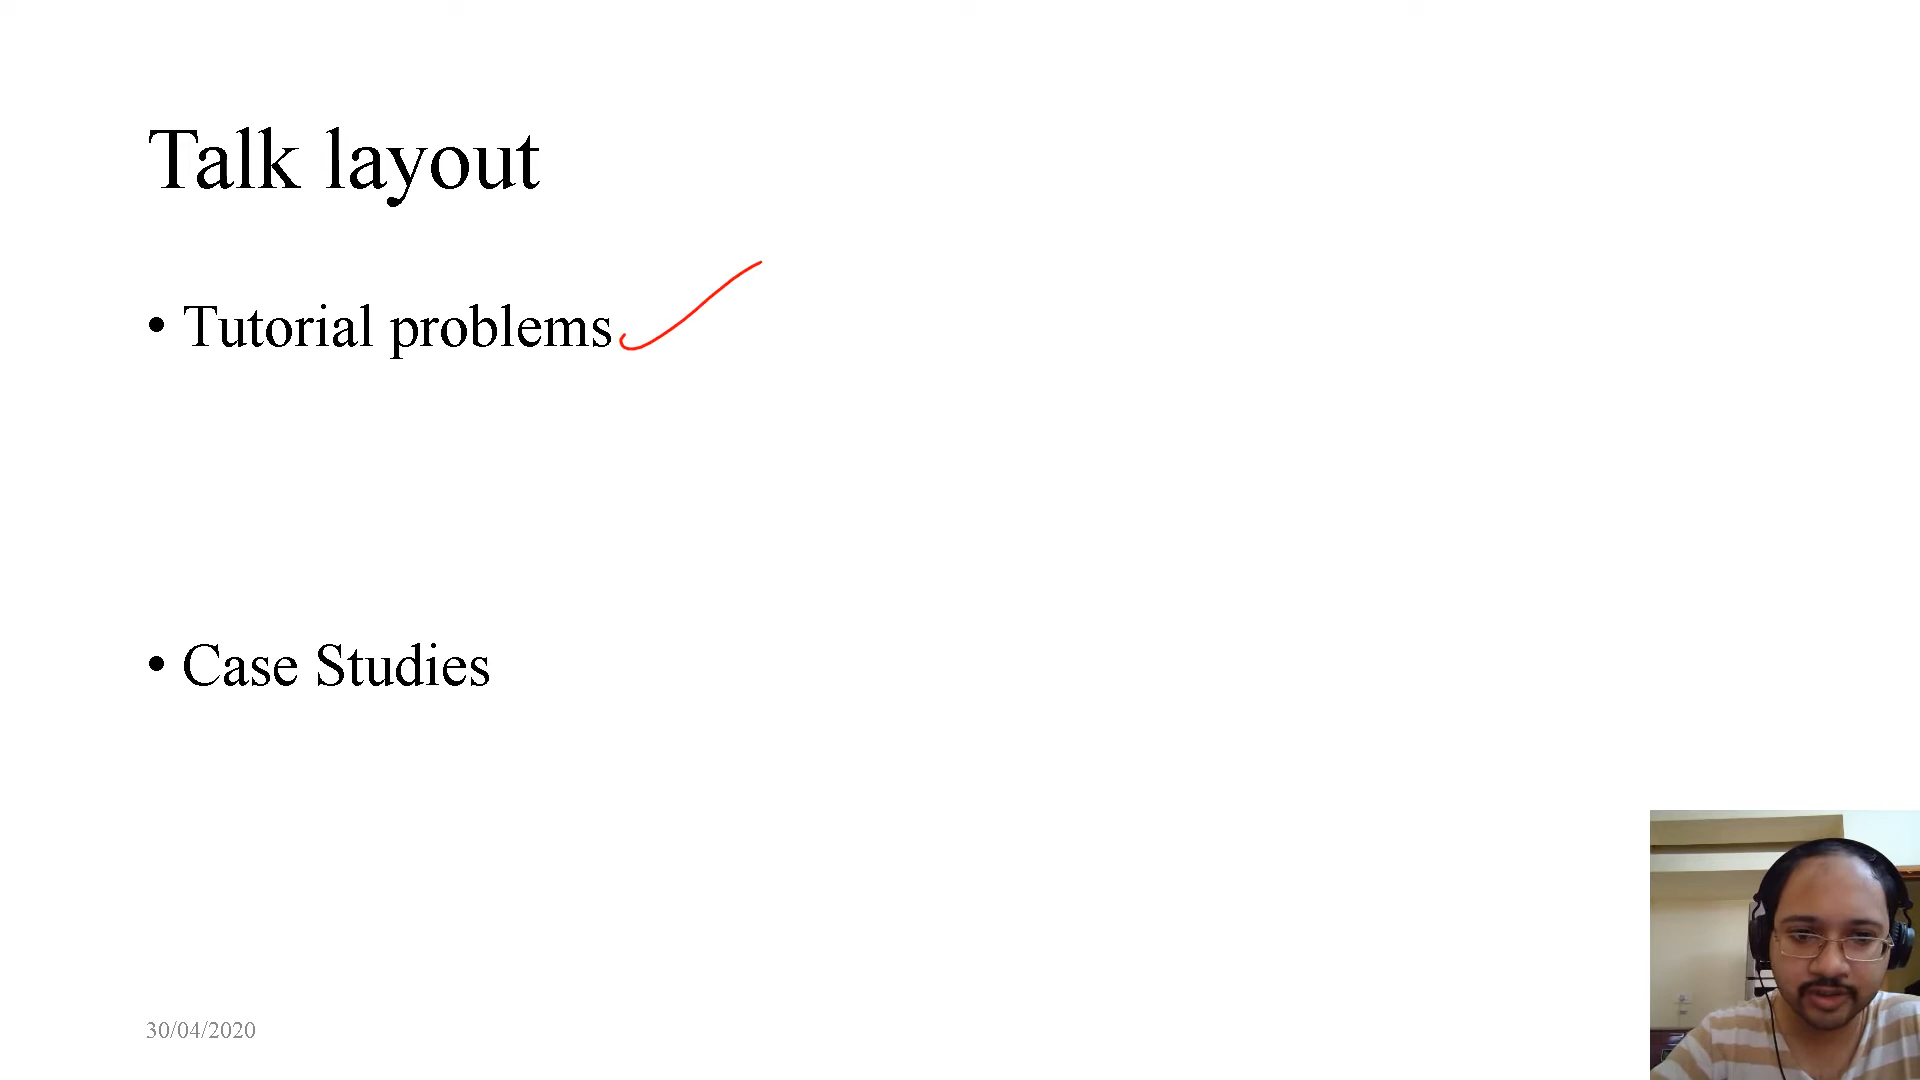 Talk layout
• Tutorial problems
• Case Studies
30/04/2020